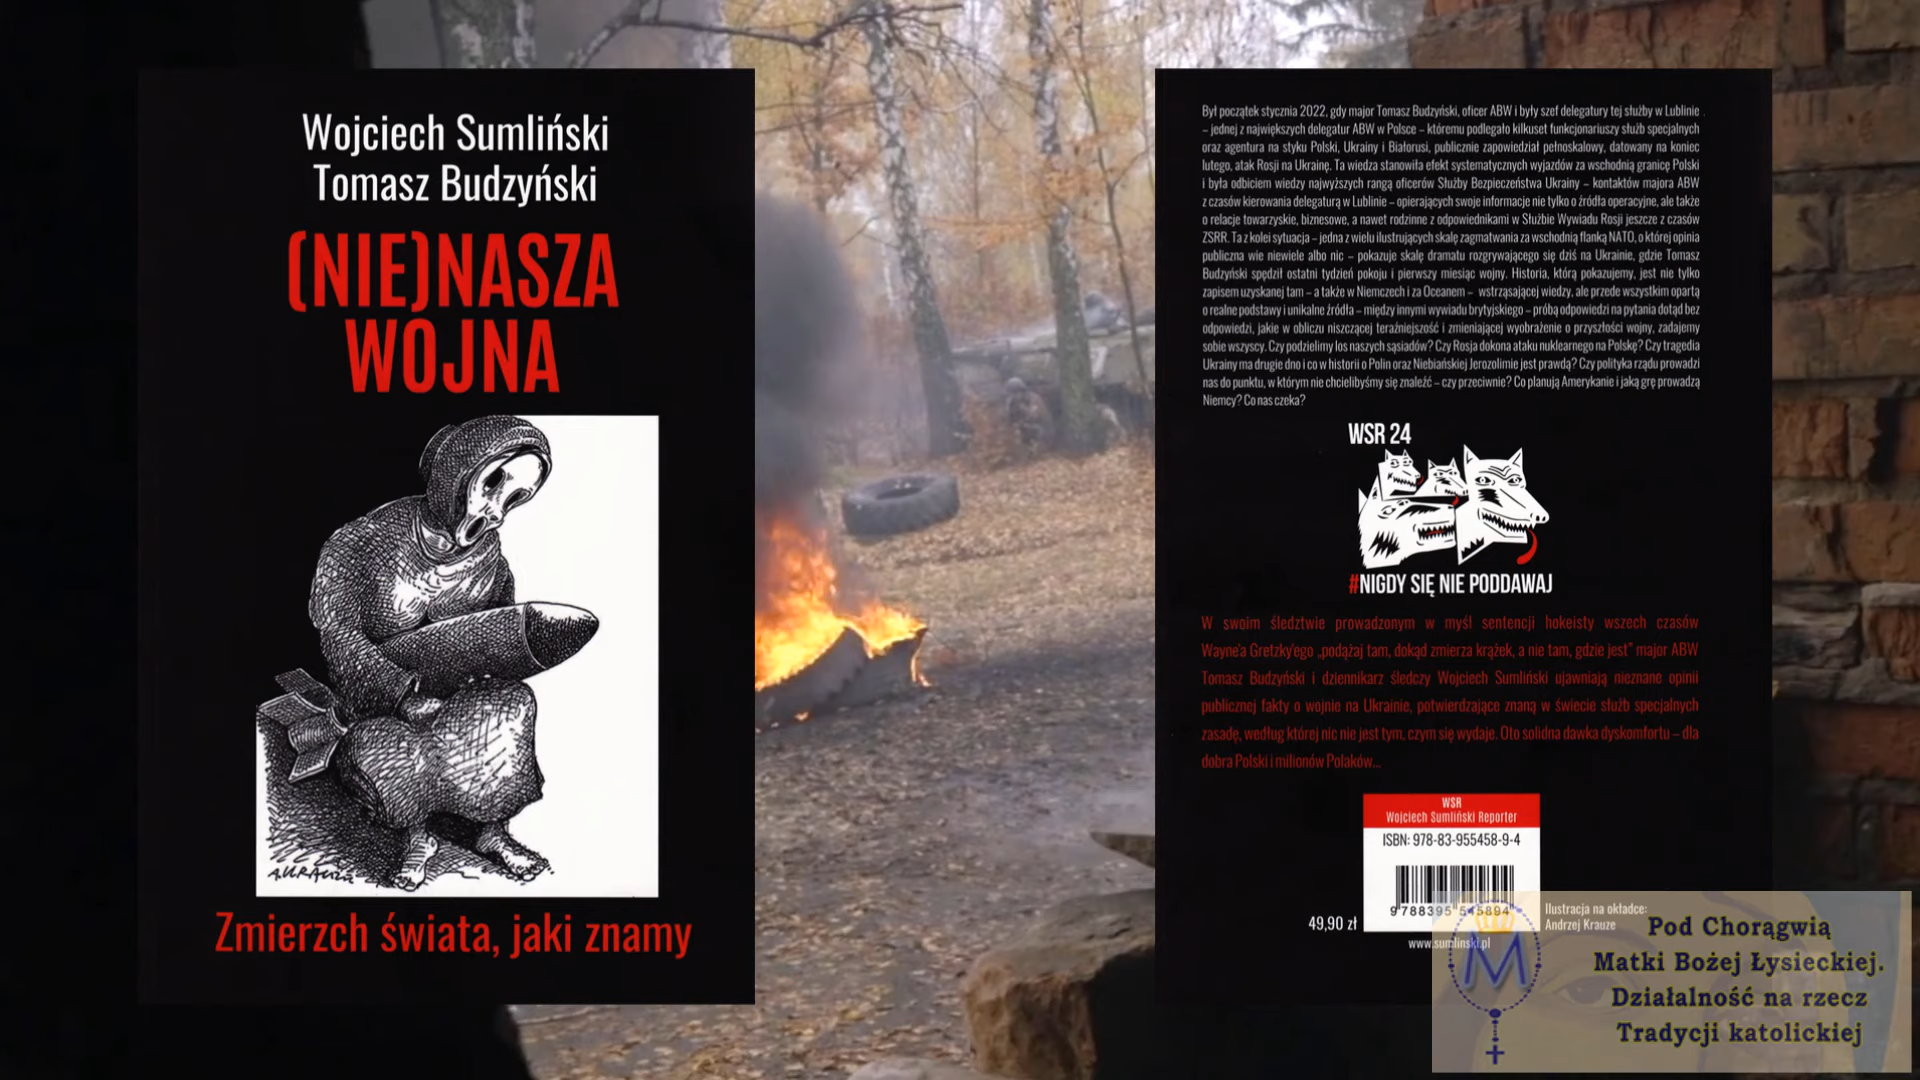 Wojciech Sumliński
Tomasz Budzyński
(NIE)NASZA
WOJNA
A.KRAUZE
Zmierzch świata, jaki znamy
Był początek stycznia 2022, gdy major Tomasz Budzyński, oficer ABW i były szef delegatury tej służby w Lublinie
– jednej z największych delegatur ABW w Polsce – któremu podlegało kilkuset funkcjonariuszy służb specjalnych
oraz agentura na styku Polski, Ukrainy i Białorusi, publicznie zapowiedział pełnoskalowy, datowany na koniec
lutego, atak Rosji na Ukrainę. Ta wiedza stanowiła efekt systematycznych wyjazdów za wschodnią granicę Polski
i była odbiciem wiedzy najwyższych rangą oficerów Służby Bezpieczeństwa Ukrainy – kontaktów majora ABW
z czasów kierowania delegaturą w Lublinie – opierających swoje informacje nie tylko o źródła operacyjne, ale także
o relacje towarzyskie, biznesowe, a nawet rodzinne z odpowiednikami w Służbie Wywiadu Rosji jeszcze z czasów
ZSRR. Ta z kolei sytuacja – jedna z wielu ilustrujących skalę zagmatwania za wschodnią flanką NATO, o której opinia
publiczna wie niewiele albo nic – pokazuje skalę dramatu rozgrywającego się dziś na Ukrainie, gdzie Tomasz
Budzyński spędził ostatni tydzień pokoju i pierwszy miesiąc wojny. Historia, którą pokazujemy, jest nie tylko
zapisem uzyskanej tam – a także w Niemczech i za Oceanem – wstrząsającej wiedzy, ale przede wszystkim opartą
o realne podstawy i unikalne źródła – między innymi wywiadu brytyjskiego – próbą odpowiedzi na pytania dotąd bez
odpowiedzi, jakie w obliczu niszczącej teraźniejszość i zmieniającej wyobrażenie o przyszłości wojny, zadajemy
sobie wszyscy. Czy podzielimy los naszych sąsiadów? Czy Rosja dokona ataku nuklearnego na Polskę? Czy tragedia
Ukrainy ma drugie dno i co w historii o Polin oraz Niebiańskiej Jerozolimie jest prawdą? Czy polityka rządu prowadzi
nas do punktu, w którym nie chcielibyśmy się znaleźć – czy przeciwnie? Co planują Amerykanie i jaką grę prowadzą
Niemcy? Co nas czeka?
WSR 24
#NIGDY SIĘ NIE PODDAWAJ
W swoim śledztwie prowadzonym w myśl sentencji hokeisty wszech czasów
Wayne'a Gretzky'ego „podążaj tam, dokąd zmierza krążek, a nie tam, gdzie jest” major ABW
Tomasz Budzyński i dziennikarz śledczy Wojciech Sumliński ujawniają nieznane opinii
publicznej fakty o wojnie na Ukrainie, potwierdzające znaną w świecie służb specjalnych
zasadę, według której nic nie jest tym, czym się wydaje. Oto solidna dawka dyskomfortu – dla
dobra Polski i milionów Polaków...
WSR
Wojciech Sumliński Reporter
ISBN: 978-83-955458-9-4
9 788395 545894
49,90 zł
www.sumlinski.pl
Ilustracja na okładce:
Andrzej Krauze
M
Pod Chorągwią
Matki Bożej Łysieckiej.
Działalność na rzecz
Tradycji katolickiej